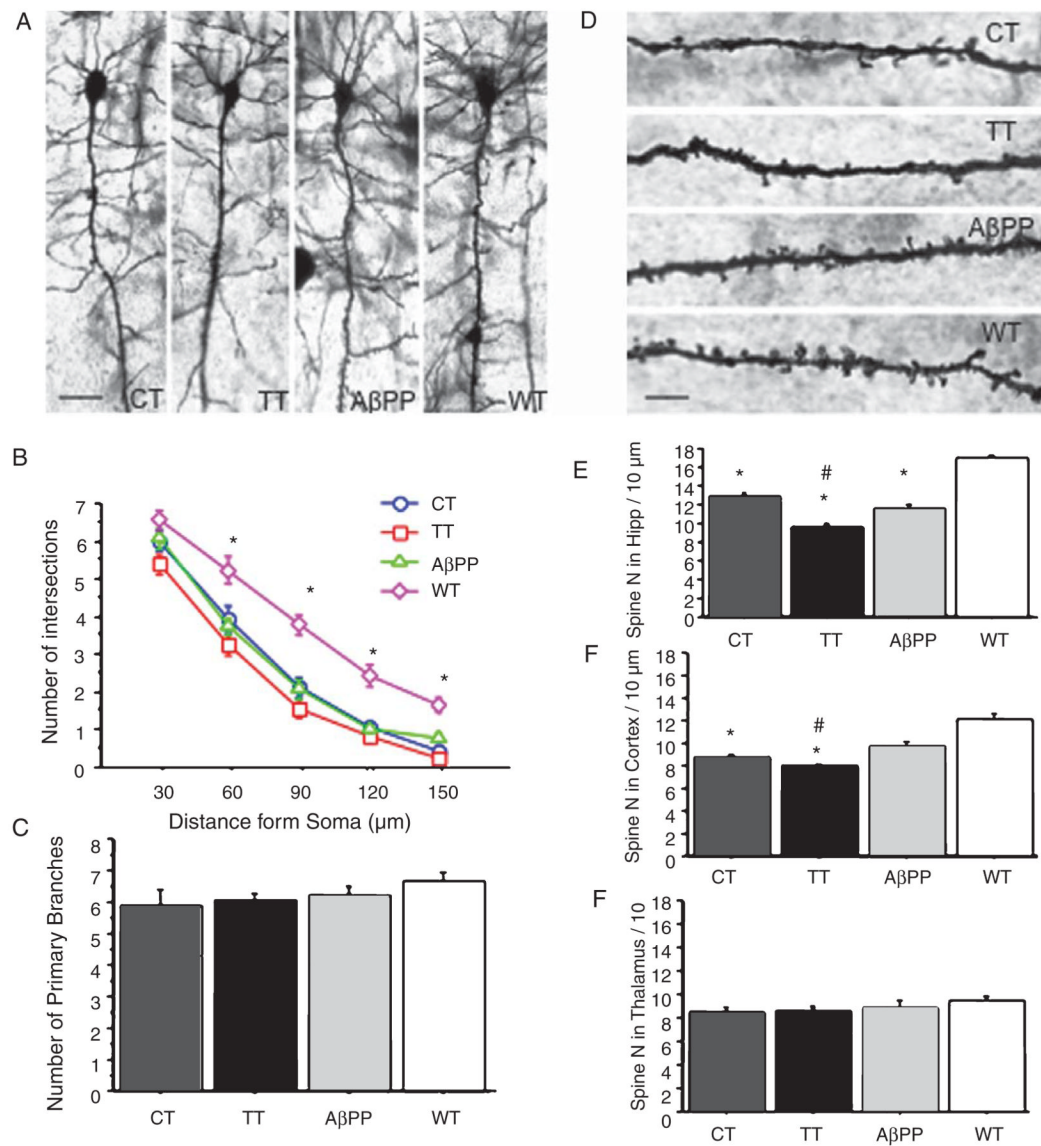 A
CT
TT
AβPP
WT
D
CT
TT
AβPP
WT
B
Number of intersections
7
6
5
4
3
2
1
0
30 60 90 120 150
Distance form Soma (µm)
CT
TT
AβPP
WT
*
*
*
*
C
Number of Primary Branches
8
7
6
5
4
3
2
1
0
CT TT AβPP WT
E
Spine N in Hipp / 10 µm
18
16
14
12
10
8
6
4
2
0
* # * *
CT TT AβPP WT
F
Spine N in Cortex / 10 µm
18
16
14
12
10
8
6
4
2
0
* # *
CT TT AβPP WT
F
Spine N in Thalamus / 10
18
16
14
12
10
8
6
4
2
0
CT TT AβPP WT